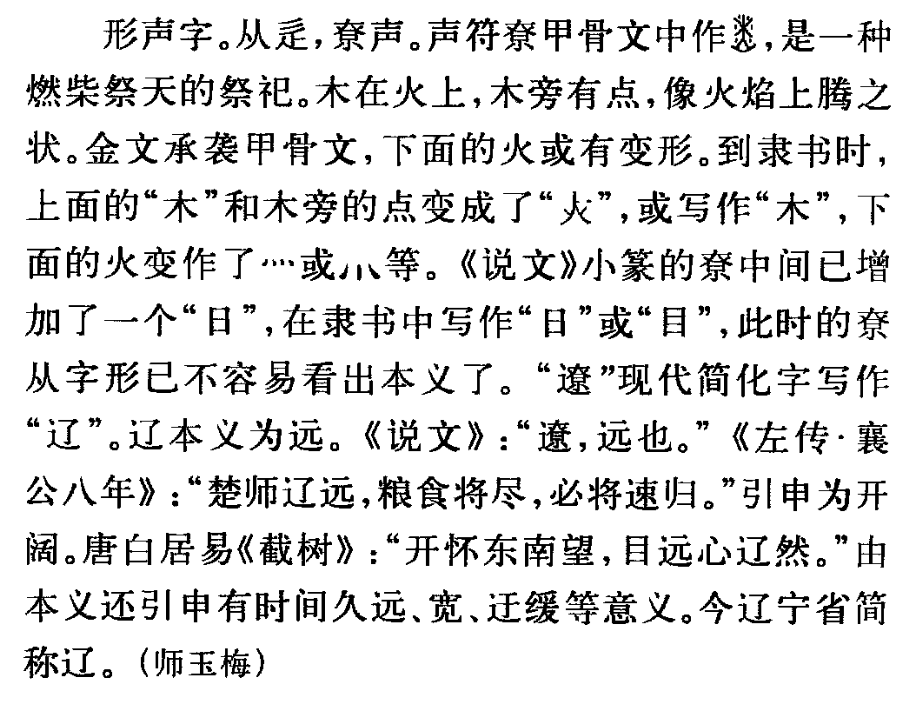 形声字。从辵,尞声。声符尞甲骨文中作,是一种
燃柴祭天的祭祀。木在火上,木旁有点,像火焰上腾之
状。金文承袭甲骨文,下面的火或有变形。到隶书时,
上面的“木”和木旁的点变成了“𡗜”,或写作“木”,下
面的火变作了灬或⺌等。《说文》小篆的尞中间已增
加了一个“日”,在隶书中写作“日”或“目”,此时的尞
从字形已不容易看出本义了。“遼”现代简化字写作
“辽”。辽本义为远。《说文》:“遼,远也。”《左传·襄
公八年》:“楚师辽远,粮食将尽,必将速归。”引申为开
阔。唐白居易《截树》:“开怀东南望,目远心辽然。”由
本义还引申有时间久远、宽、迂缓等意义。今辽宁省简
称辽。(师玉梅)